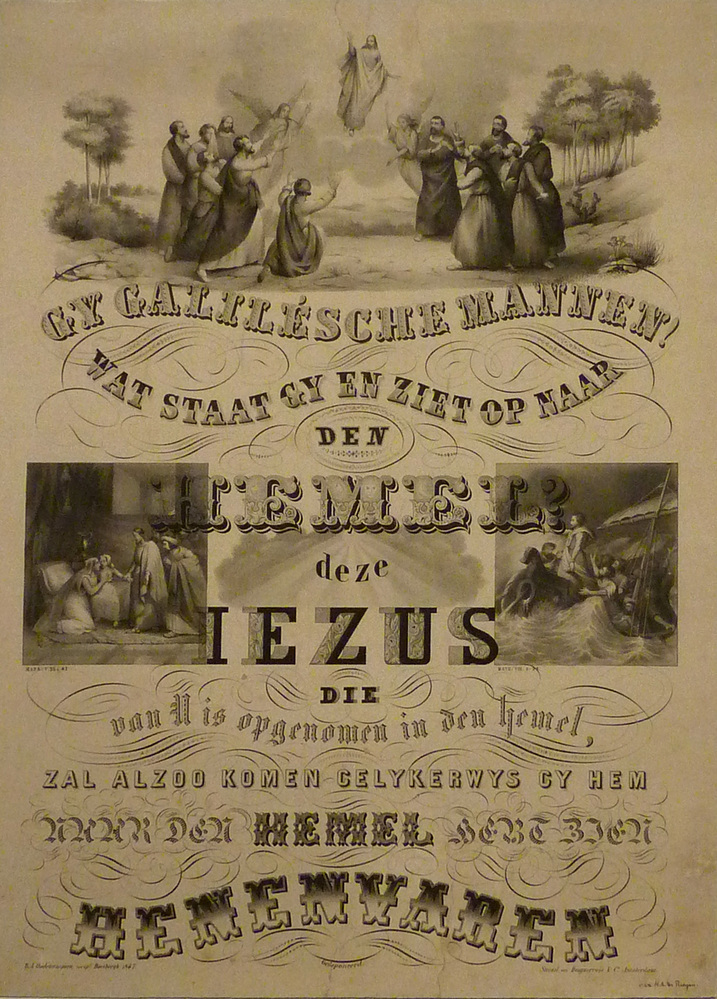 GY GALILÉSCHE MANNEN!
WAT STAAT GY EN ZIET OP NAAR
DEN
HEMEL?
deze
IEZUS
DIE
van U is opgenomen in den hemel,
ZAL ALZOO KOMEN GELYKERWYS GY HEM
NAAR DEN HEMEL HEBT ZIEN
HENENVAREN